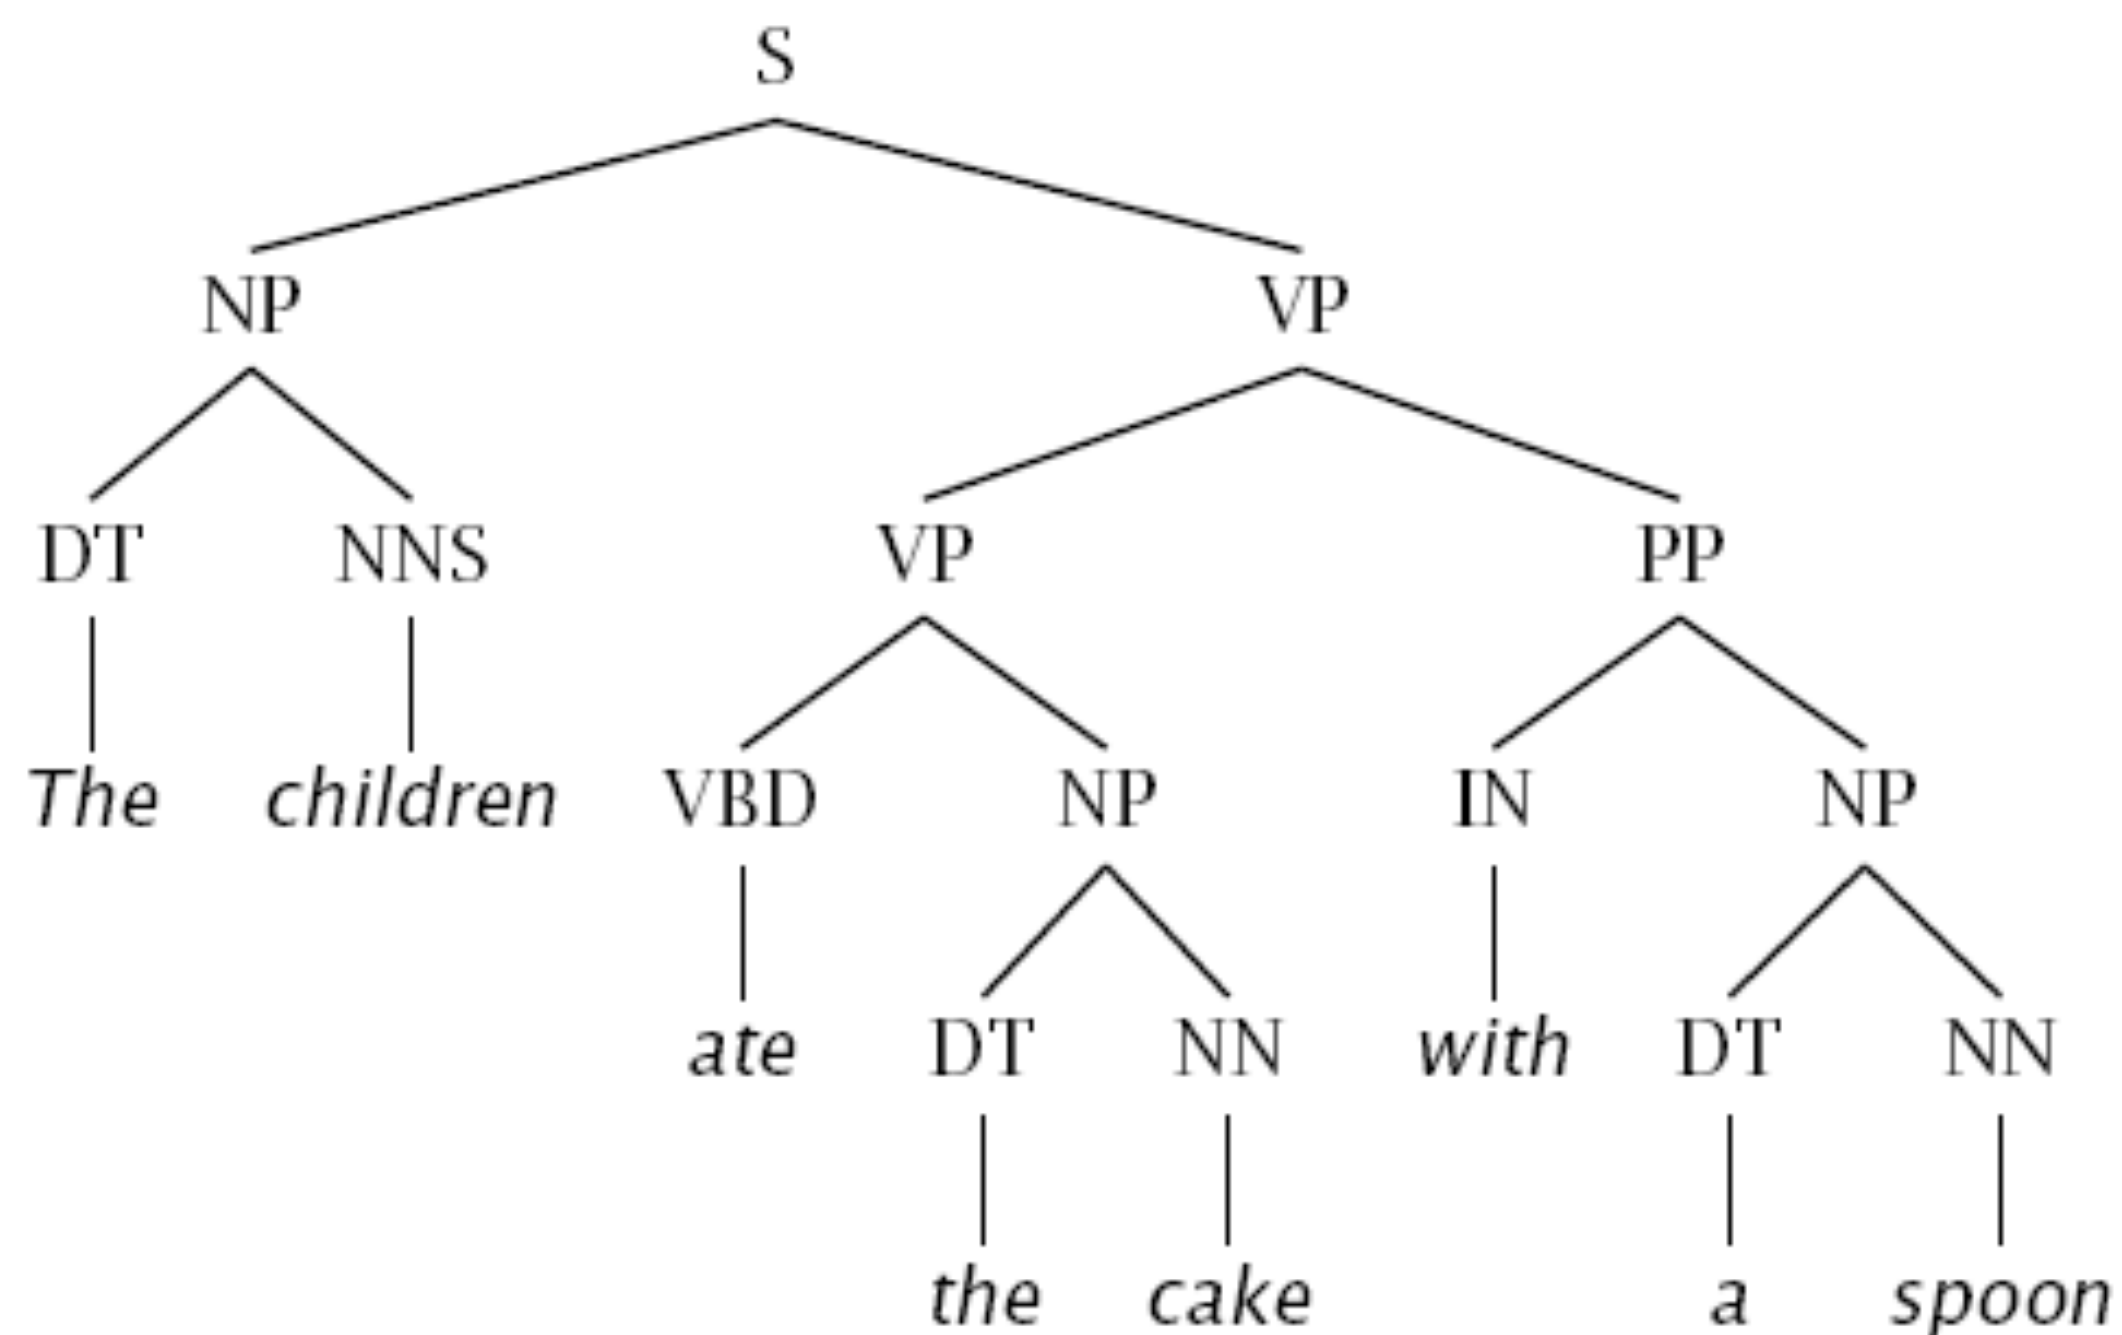 S
NP VP
DT NNS VP PP
The children VBD NP IN NP
ate DT NN with DT NN
the cake a spoon